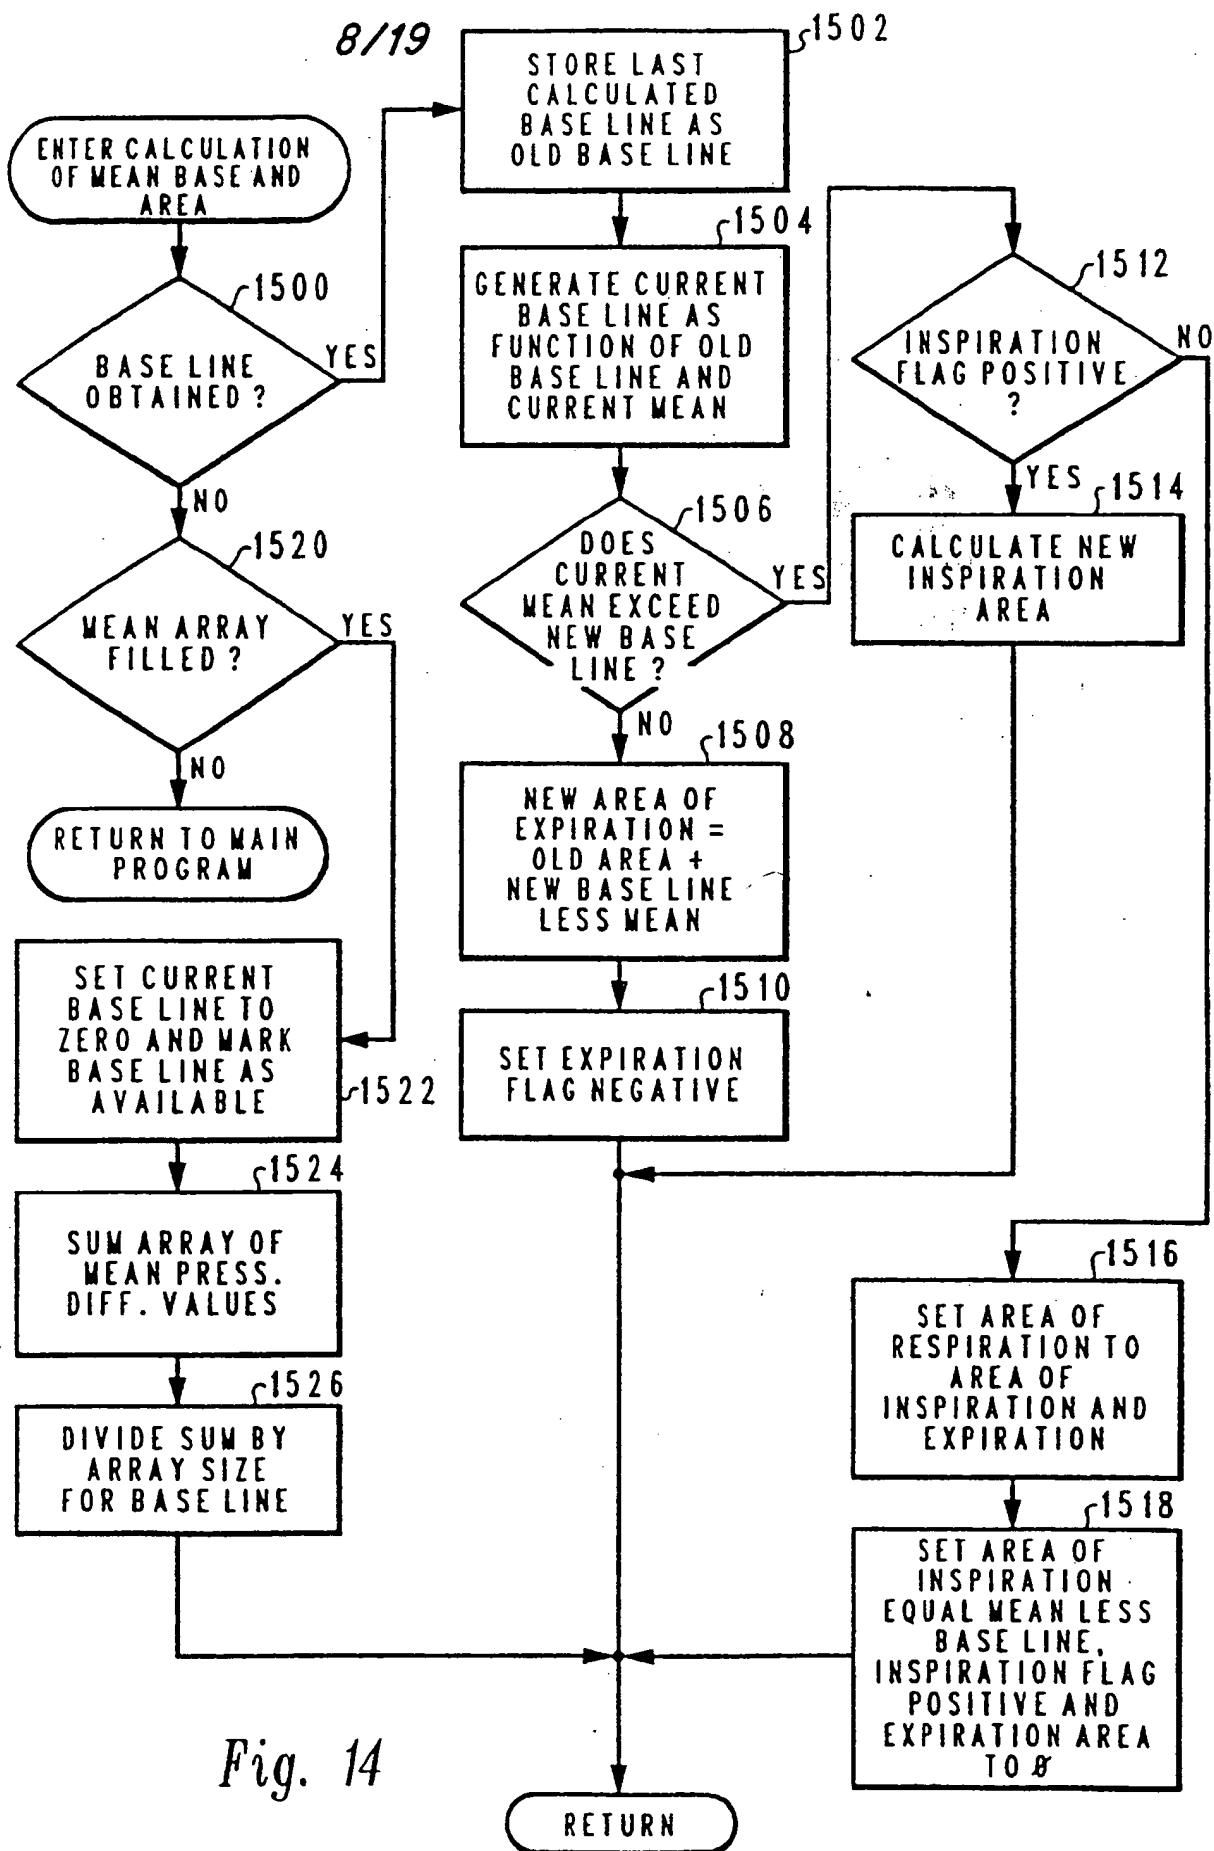 8/19
ENTER CALCULATION
OF MEAN BASE AND
AREA
1500
BASE LINE
OBTAINED ?
YES
NO
1520
MEAN ARRAY
FILLED ?
YES
NO
RETURN TO MAIN
PROGRAM
SET CURRENT
BASE LINE TO
ZERO AND MARK
BASE LINE AS
AVAILABLE
1522
1524
SUM ARRAY OF
MEAN PRESS.
DIFF. VALUES
1526
DIVIDE SUM BY
ARRAY SIZE
FOR BASE LINE
1502
STORE LAST
CALCULATED
BASE LINE AS
OLD BASE LINE
1504
GENERATE CURRENT
BASE LINE AS
FUNCTION OF OLD
BASE LINE AND
CURRENT MEAN
1506
DOES
CURRENT
MEAN EXCEED
NEW BASE
LINE ?
YES
NO
1508
NEW AREA OF
EXPIRATION =
OLD AREA +
NEW BASE LINE
LESS MEAN
1510
SET EXPIRATION
FLAG NEGATIVE
1512
INSPIRATION
FLAG POSITIVE
?
NO
YES
1514
CALCULATE NEW
INSPIRATION
AREA
1516
SET AREA OF
RESPIRATION TO
AREA OF
INSPIRATION AND
EXPIRATION
1518
SET AREA OF
INSPIRATION
EQUAL MEAN LESS
BASE LINE,
INSPIRATION FLAG
POSITIVE AND
EXPIRATION AREA
TO 0
RETURN
Fig. 14